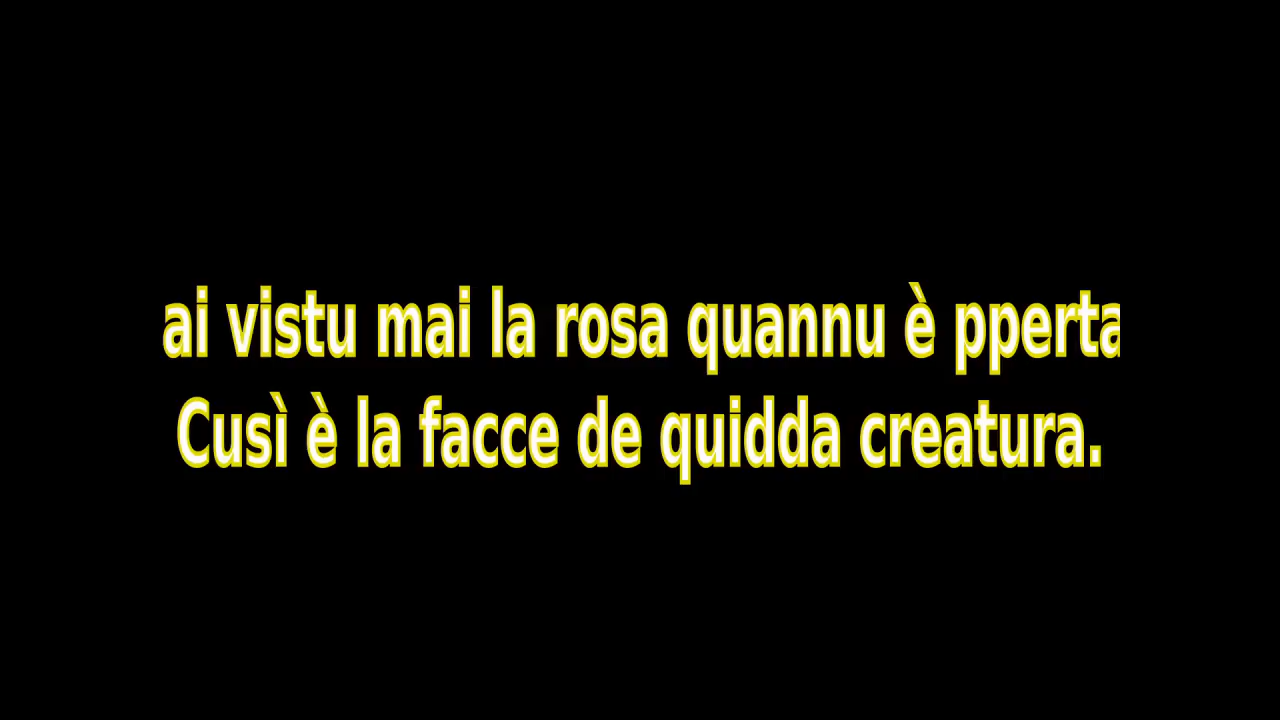 ai vistu mai la rosa quannu è pperta
Cusì è la facce de quidda creatura.